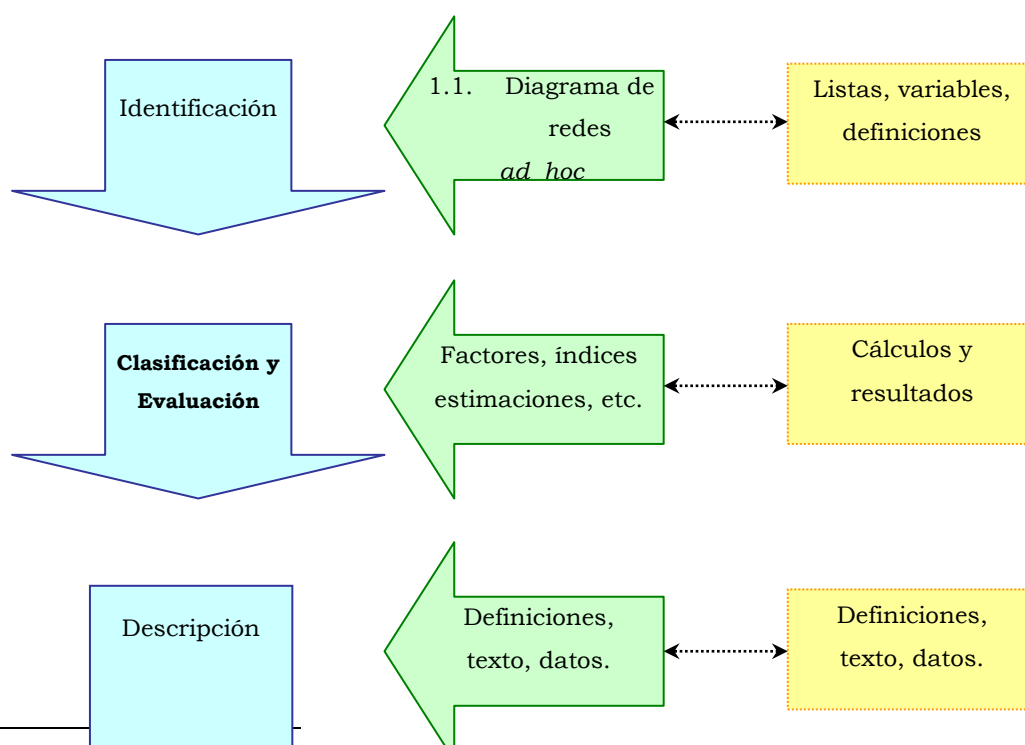 Identificación
1.1. Diagrama de
redes
ad hoc
Listas, variables,
definiciones
Clasificación y
Evaluación
Factores, índices
estimaciones, etc.
Cálculos y
resultados
Descripción
Definiciones,
texto, datos.
Definiciones,
texto, datos.